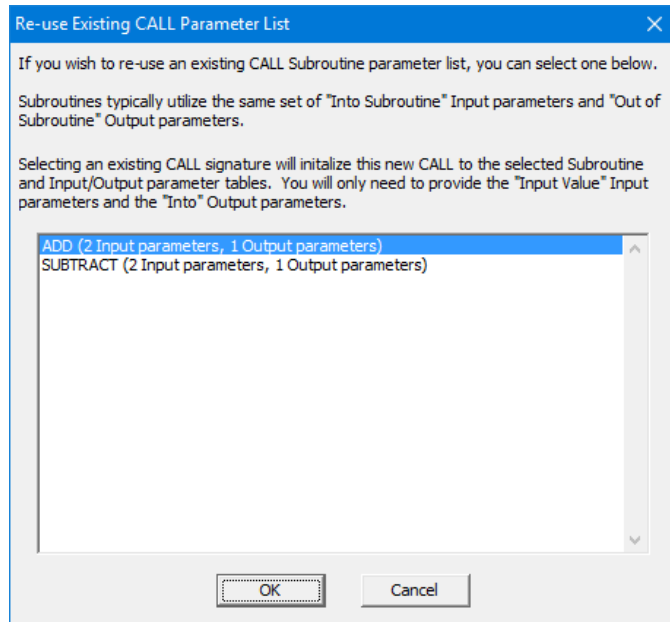 Re-use Existing CALL Parameter List
If you wish to re-use an existing CALL Subroutine parameter list, you can select one below.
Subroutines typically utilize the same set of "Into Subroutine" Input parameters and "Out of
Subroutine" Output parameters.
Selecting an existing CALL signature will initalize this new CALL to the selected Subroutine
and Input/Output parameter tables.  You will only need to provide the "Input Value" Input
parameters and the "Into" Output parameters.
ADD (2 Input parameters, 1 Output parameters)
SUBTRACT (2 Input parameters, 1 Output parameters)
OK
Cancel